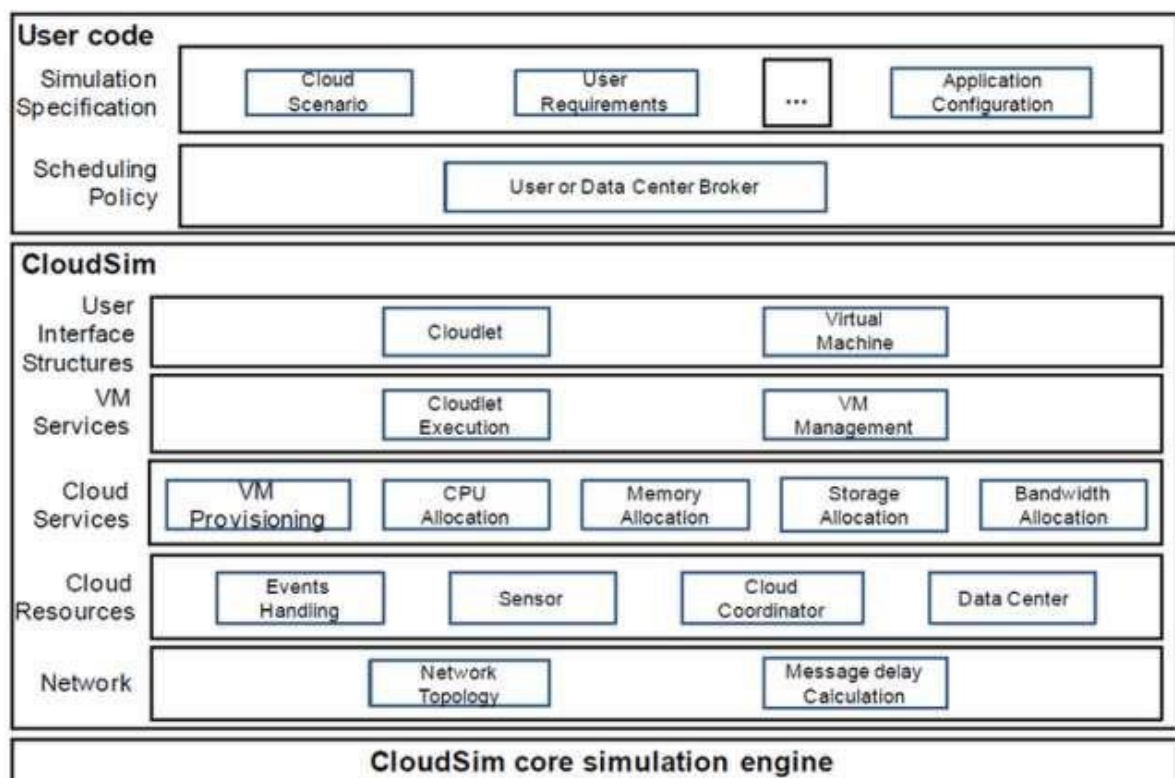 User code
Simulation
Specification
Cloud
Scenario
User
Requirements
...
Application
Configuration
Scheduling
Policy
User or Data Center Broker
CloudSim
User
Interface
Structures
Cloudlet
Virtual
Machine
VM
Services
Cloudlet
Execution
VM
Management
Cloud
Services
VM
Provisioning
CPU
Allocation
Memory
Allocation
Storage
Allocation
Bandwidth
Allocation
Cloud
Resources
Events
Handling
Sensor
Cloud
Coordinator
Data Center
Network
Network
Topology
Message delay
Calculation
CloudSim core simulation engine